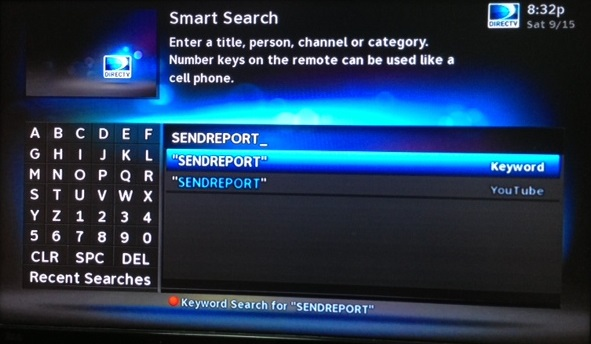 Smart Search
DIRECTV
8:32p
Sat 9/15
Enter a title, person, channel or category.
Number keys on the remote can be used like a
cell phone.
DIRECTV
A B C D E F
G H I J K L
M N O P Q R
S T U V W X
Y Z 1 2 3 4
5 6 7 8 9 0
CLR SPC DEL
Recent Searches
SENDREPORT_
"SENDREPORT" Keyword
"SENDREPORT" YouTube
Keyword Search for "SENDREPORT"